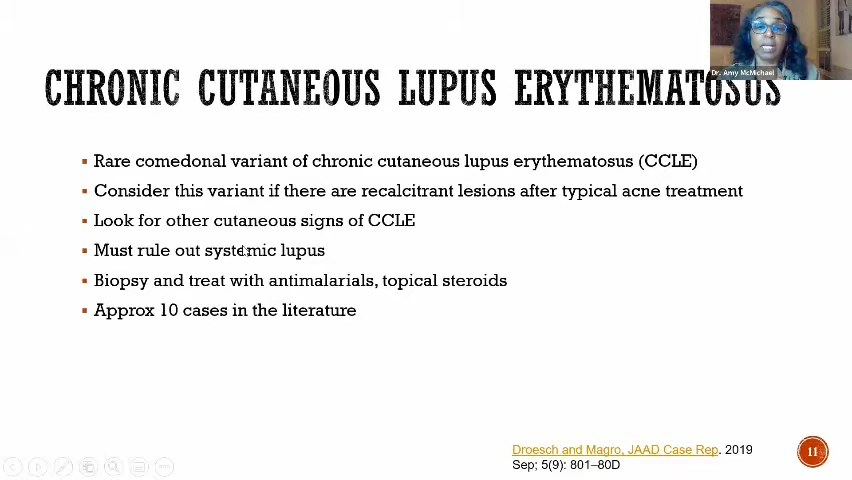 Dr. Amy McMichael
CHRONIC CUTANEOUS LUPUS ERYTHEMATOSUS
▪ Rare comedonal variant of chronic cutaneous lupus erythematosus (CCLE)
▪ Consider this variant if there are recalcitrant lesions after typical acne treatment
▪ Look for other cutaneous signs of CCLE
▪ Must rule out systemic lupus
▪ Biopsy and treat with antimalarials, topical steroids
▪ Approx 10 cases in the literature
Droesch and Magro, JAAD Case Rep. 2019
Sep; 5(9): 801–80D
11